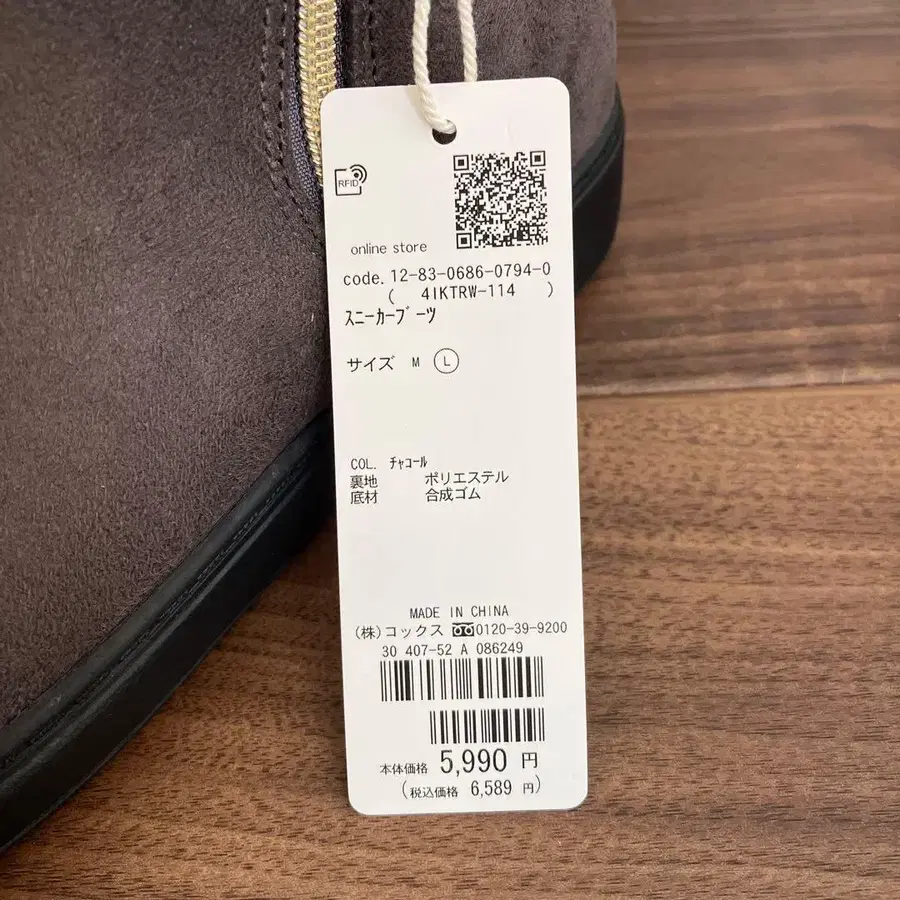 RFID
online store
code. 12-83-0686-0794-0
( 4IKTRW-114 )
ｽﾆｰｶｰﾌﾞｰﾂ
サイズ M L
COL. ﾁｬｺｰﾙ
裏地 ポリエステル
底材 合成ゴム
MADE IN CHINA
(株)コックス 0120-39-9200
30 407-52 A 086249
本体価格 5,990 円
(税込価格 6,589 円)